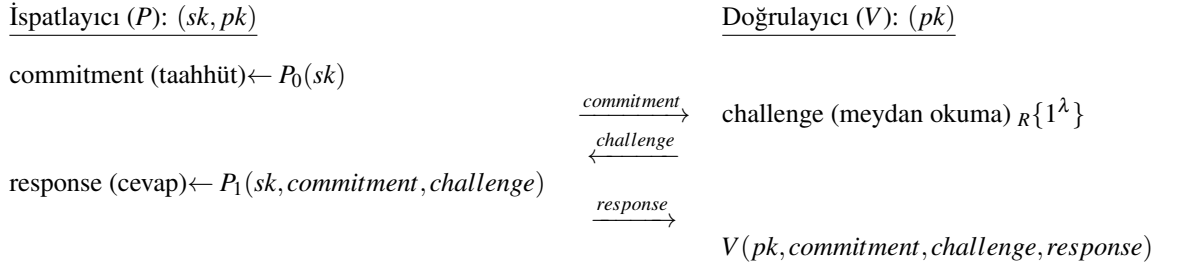 İspatlayıcı (P): (sk, pk) Doğrulayıcı (V): (pk)
commitment (taahhüt)← P₀(sk)
commitment
challenge (meydan okuma) ᵣ{1^λ}
challenge
response (cevap)← P₁(sk, commitment, challenge)
response
V(pk, commitment, challenge, response)